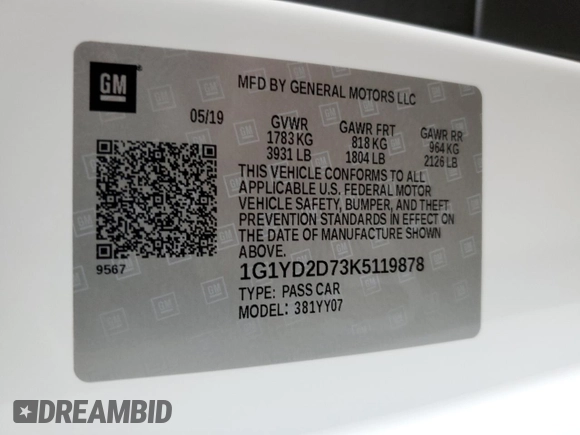 GM
MFD BY GENERAL MOTORS LLC
05/19
GVWR GAWR FRT GAWR RR
1783 KG 818 KG 964 KG
3931 LB 1804 LB 2126 LB
THIS VEHICLE CONFORMS TO ALL
APPLICABLE U.S. FEDERAL MOTOR
VEHICLE SAFETY, BUMPER, AND THEFT
PREVENTION STANDARDS IN EFFECT ON
THE DATE OF MANUFACTURE SHOWN
ABOVE.
9567
1G1YD2D73K5119878
TYPE: PASS CAR
MODEL: 381YY07
DREAMBID